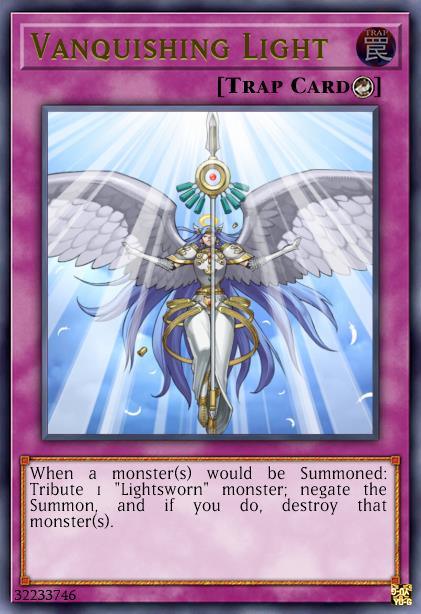 Vanquishing Light
TRAP
罠
[Trap Card]
When a monster(s) would be Summoned:
Tribute 1 "Lightsworn" monster; negate the
Summon, and if you do, destroy that
monster(s).
32233746